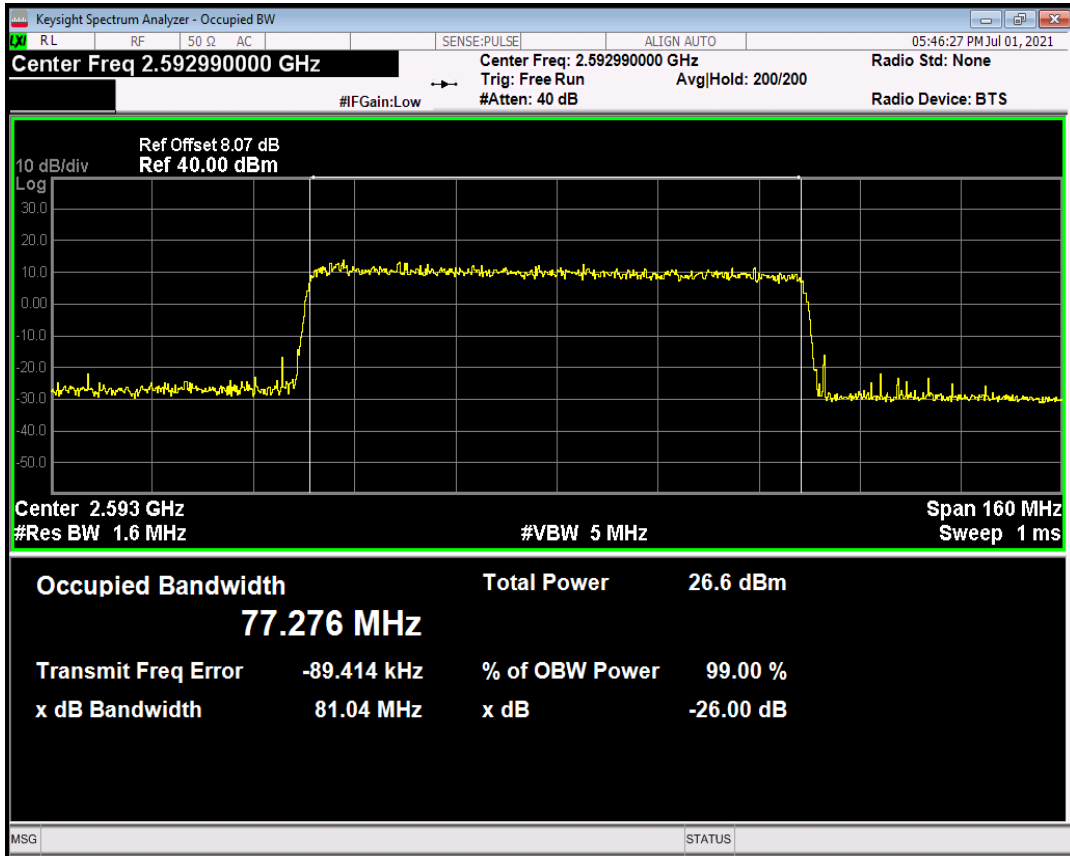 Keysight Spectrum Analyzer - Occupied BW
LXI RL RF 50 Ω AC SENSE:PULSE ALIGN AUTO 05:46:27 PM Jul 01, 2021
Center Freq 2.592990000 GHz
Center Freq: 2.592990000 GHz Radio Std: None
Trig: Free Run Avg|Hold: 200/200
#IFGain:Low #Atten: 40 dB Radio Device: BTS
Ref Offset 8.07 dB
10 dB/div Ref 40.00 dBm
Log
30.0
20.0
10.0
0.00
-10.0
-20.0
-30.0
-40.0
-50.0
Center 2.593 GHz Span 160 MHz
#Res BW 1.6 MHz #VBW 5 MHz Sweep 1 ms
Occupied Bandwidth Total Power 26.6 dBm
77.276 MHz
Transmit Freq Error -89.414 kHz % of OBW Power 99.00 %
x dB Bandwidth 81.04 MHz x dB -26.00 dB
MSG STATUS